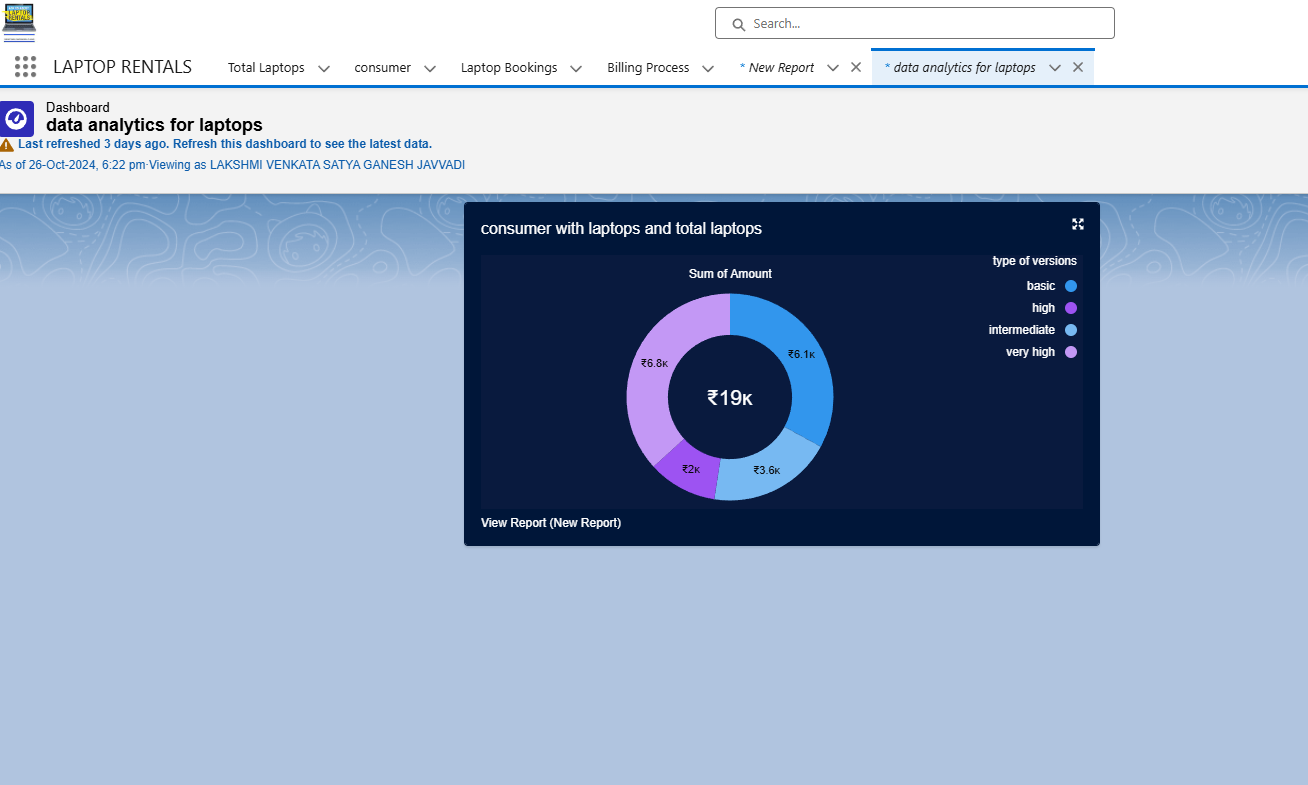 LAPTOP
RENTALS
Search...
LAPTOP RENTALS
Total Laptops
consumer
Laptop Bookings
Billing Process
* New Report
* data analytics for laptops
Dashboard
data analytics for laptops
Last refreshed 3 days ago. Refresh this dashboard to see the latest data.
As of 26-Oct-2024, 6:22 pm·Viewing as LAKSHMI VENKATA SATYA GANESH JAVVADI
consumer with laptops and total laptops
type of versions
Sum of Amount
basic
high
intermediate
very high
₹6.1K
₹6.8K
₹19K
₹2K
₹3.6K
View Report (New Report)